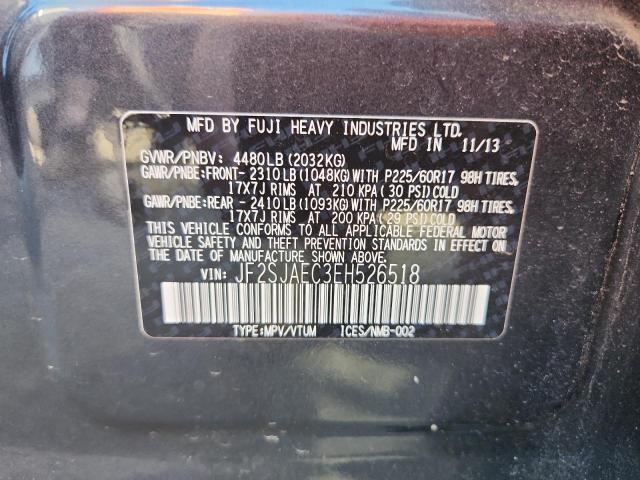 MFD BY FUJI HEAVY INDUSTRIES LTD.
MFD IN 11/13
GVWR/PNBV: 4480LB(2032KG)
GAWR/PNBE:FRONT-2310LB(1048KG)WITH P225/60R17 98H TIRES,
17X7J RIMS AT 210 KPA(30 PSI)COLD
GAWR/PNBE:REAR -2410LB(1093KG)WITH P225/60R17 98H TIRES,
17X7J RIMS AT 200 KPA(29 PSI)COLD
THIS VEHICLE CONFORMS TO ALL APPLICABLE FEDERAL MOTOR
VEHICLE SAFETY AND THEFT PREVENTION STANDARDS IN EFFECT ON
THE DATE OF MANUFACTURE SHOWN ABOVE.
VIN: JF2SJAEC3EH526518
TYPE:MPV/VTUM ICES/NMB-002